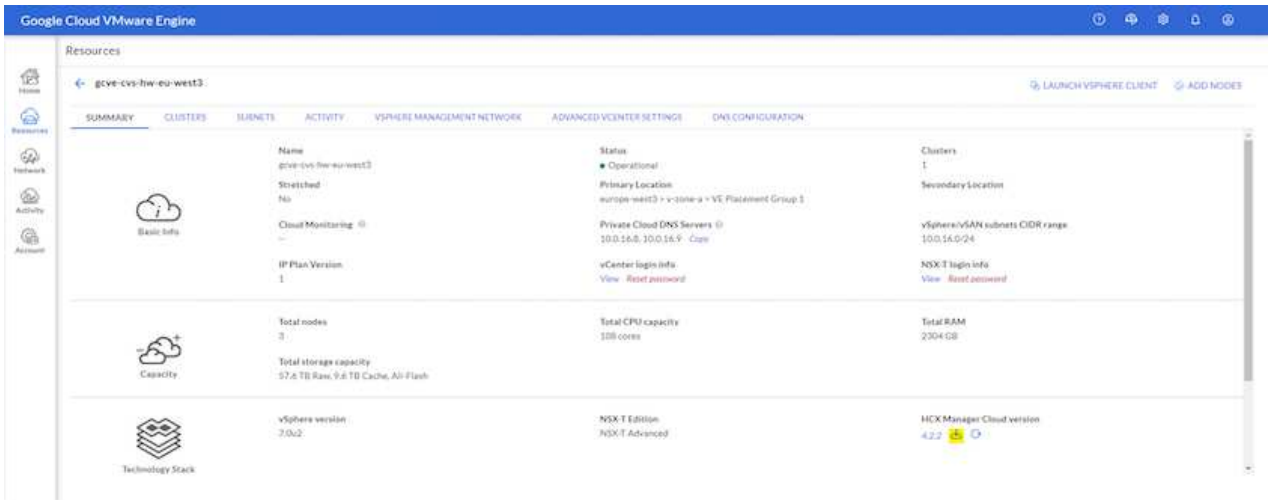 Google Cloud VMware Engine
Resources
Home
Resources
Network
Activity
Account
gcve-cvs-hw-eu-west3
LAUNCH VSPHERE CLIENT
ADD NODES
SUMMARY CLUSTERS SUBNETS ACTIVITY VSPHERE MANAGEMENT NETWORK ADVANCED VCENTER SETTINGS DNS CONFIGURATION
Basic Info
Name
gcve-cvs-hw-eu-west3
Status
Operational
Clusters
1
Stretched
No
Primary Location
europe-west3 > v-zone-a > VE Placement Group 1
Secondary Location
Cloud Monitoring
--
Private Cloud DNS Servers
10.0.16.8, 10.0.16.9 Copy
vSphere/vSAN subnets CIDR range
10.0.16.0/24
IP Plan Version
1
vCenter login info
View Reset password
NSX-T login info
View Reset password
Capacity
Total nodes
3
Total CPU capacity
108 cores
Total RAM
2304 GB
Total storage capacity
57.6 TB Raw, 9.6 TB Cache, All-Flash
Technology Stack
vSphere version
7.0u2
NSX-T Edition
NSX-T Advanced
HCX Manager Cloud version
4.2.2